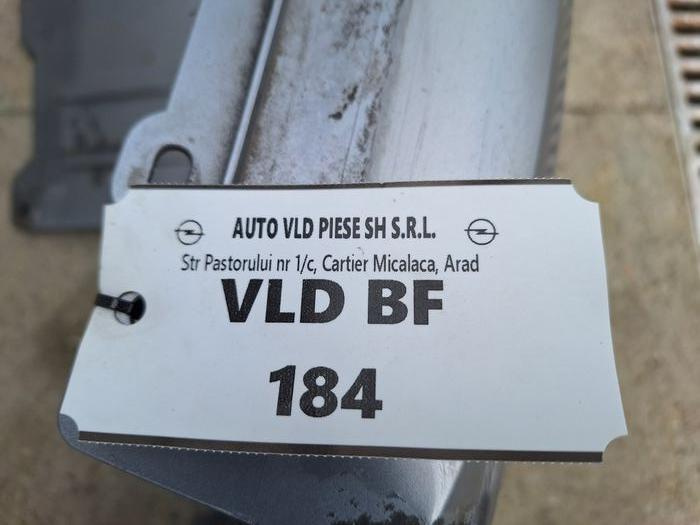 AUTO VLD PIESE SH S.R.L.
Str Pastorului nr 1/c, Cartier Micalaca, Arad
VLD BF
184